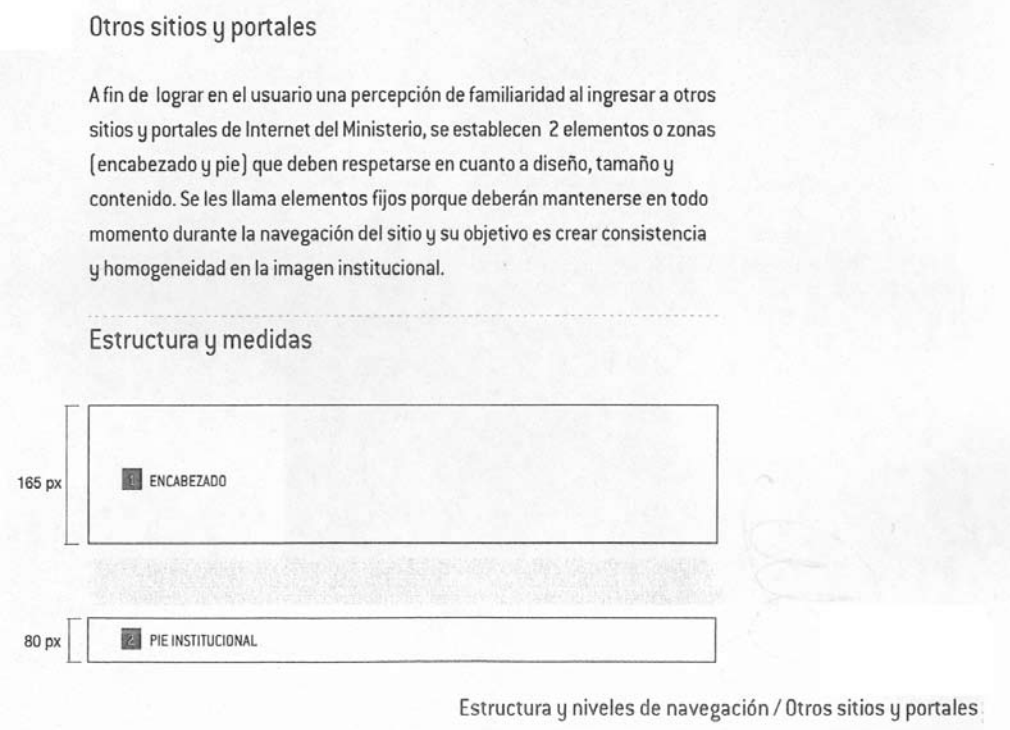 Otros sitios y portales
A fin de lograr en el usuario una percepción de familiaridad al ingresar a otros
sitios y portales de Internet del Ministerio, se establecen 2 elementos o zonas
(encabezado y pie) que deben respetarse en cuanto a diseño, tamaño y
contenido. Se les llama elementos fijos porque deberán mantenerse en todo
momento durante la navegación del sitio y su objetivo es crear consistencia
y homogeneidad en la imagen institucional.
Estructura y medidas
165 px
1 ENCABEZADO
80 px
2 PIE INSTITUCIONAL
Estructura y niveles de navegación / Otros sitios y portales